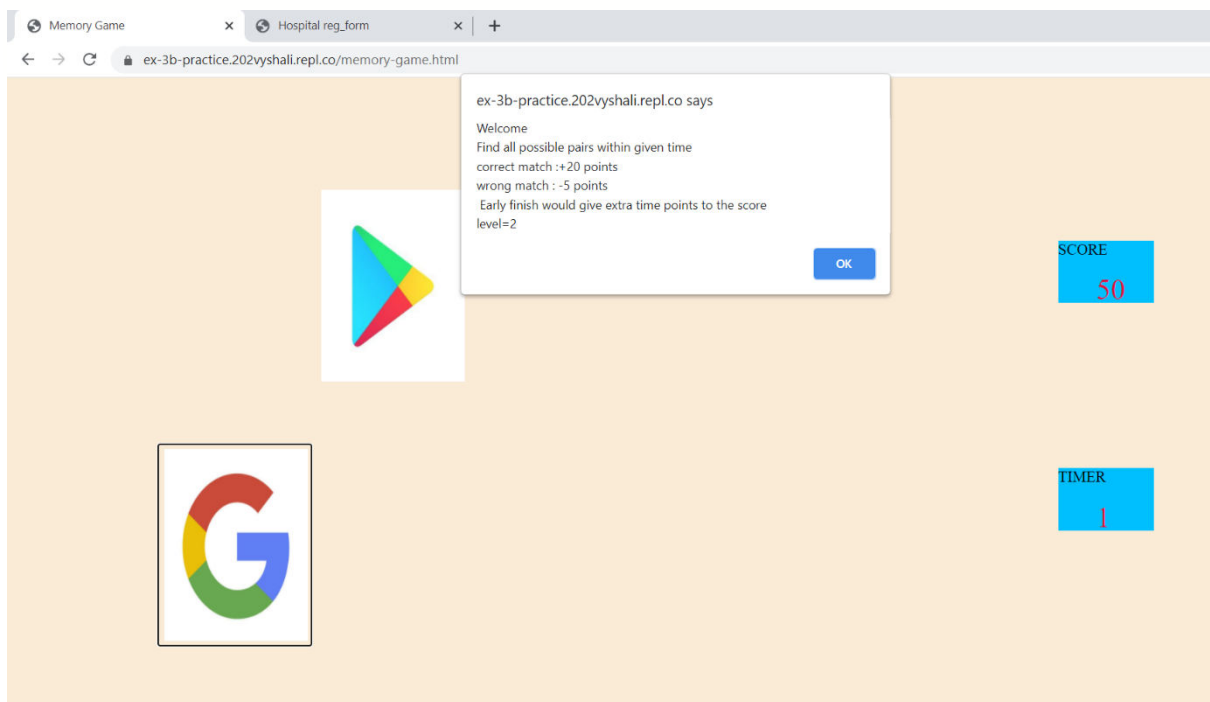 Memory Game
Hospital reg_form
ex-3b-practice.202vyshali.repl.co/memory-game.html
ex-3b-practice.202vyshali.repl.co says
Welcome
Find all possible pairs within given time
correct match :+20 points
wrong match : -5 points
Early finish would give extra time points to the score
level=2
OK
SCORE
50
G
TIMER
1